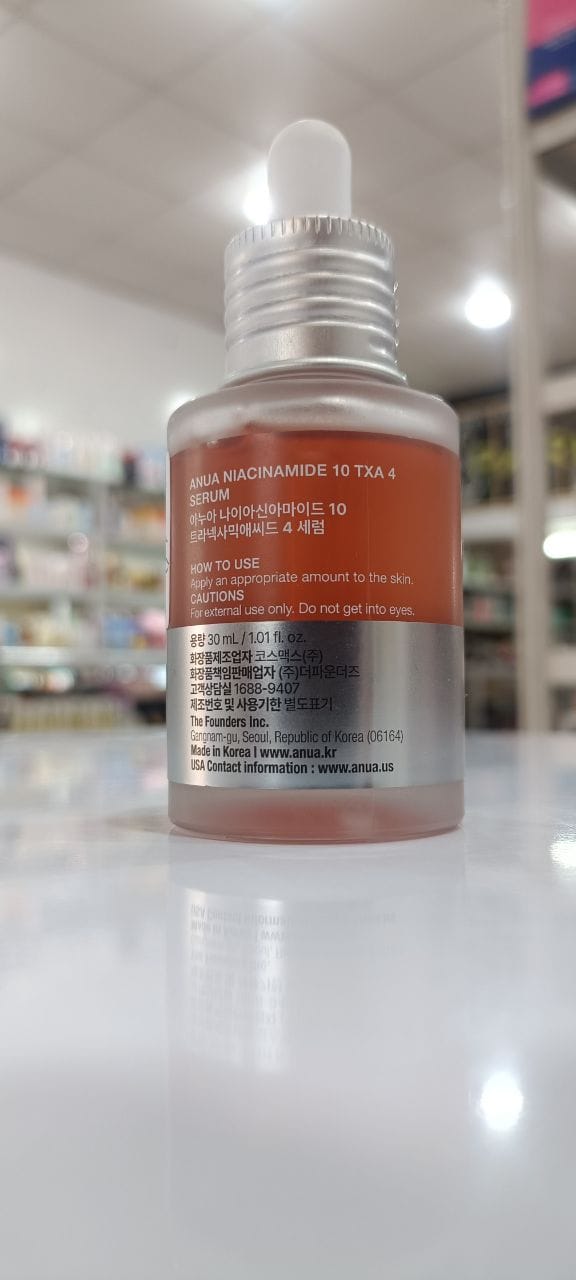 ANUA NIACINAMIDE 10 TXA 4
SERUM
아누아 나이아신아마이드 10
트라넥사믹애씨드 4 세럼
HOW TO USE
Apply an appropriate amount to the skin.
CAUTIONS
For external use only. Do not get into eyes.
용량 30 mL / 1.01 fl. oz.
화장품제조업자 코스맥스(주)
화장품책임판매업자 (주)더파운더즈
고객상담실 1688-9407
제조번호 및 사용기한 별도표기
The Founders Inc.
Gangnam-gu, Seoul, Republic of Korea (06164)
Made in Korea l www.anua.kr
USA Contact information : www.anua.us